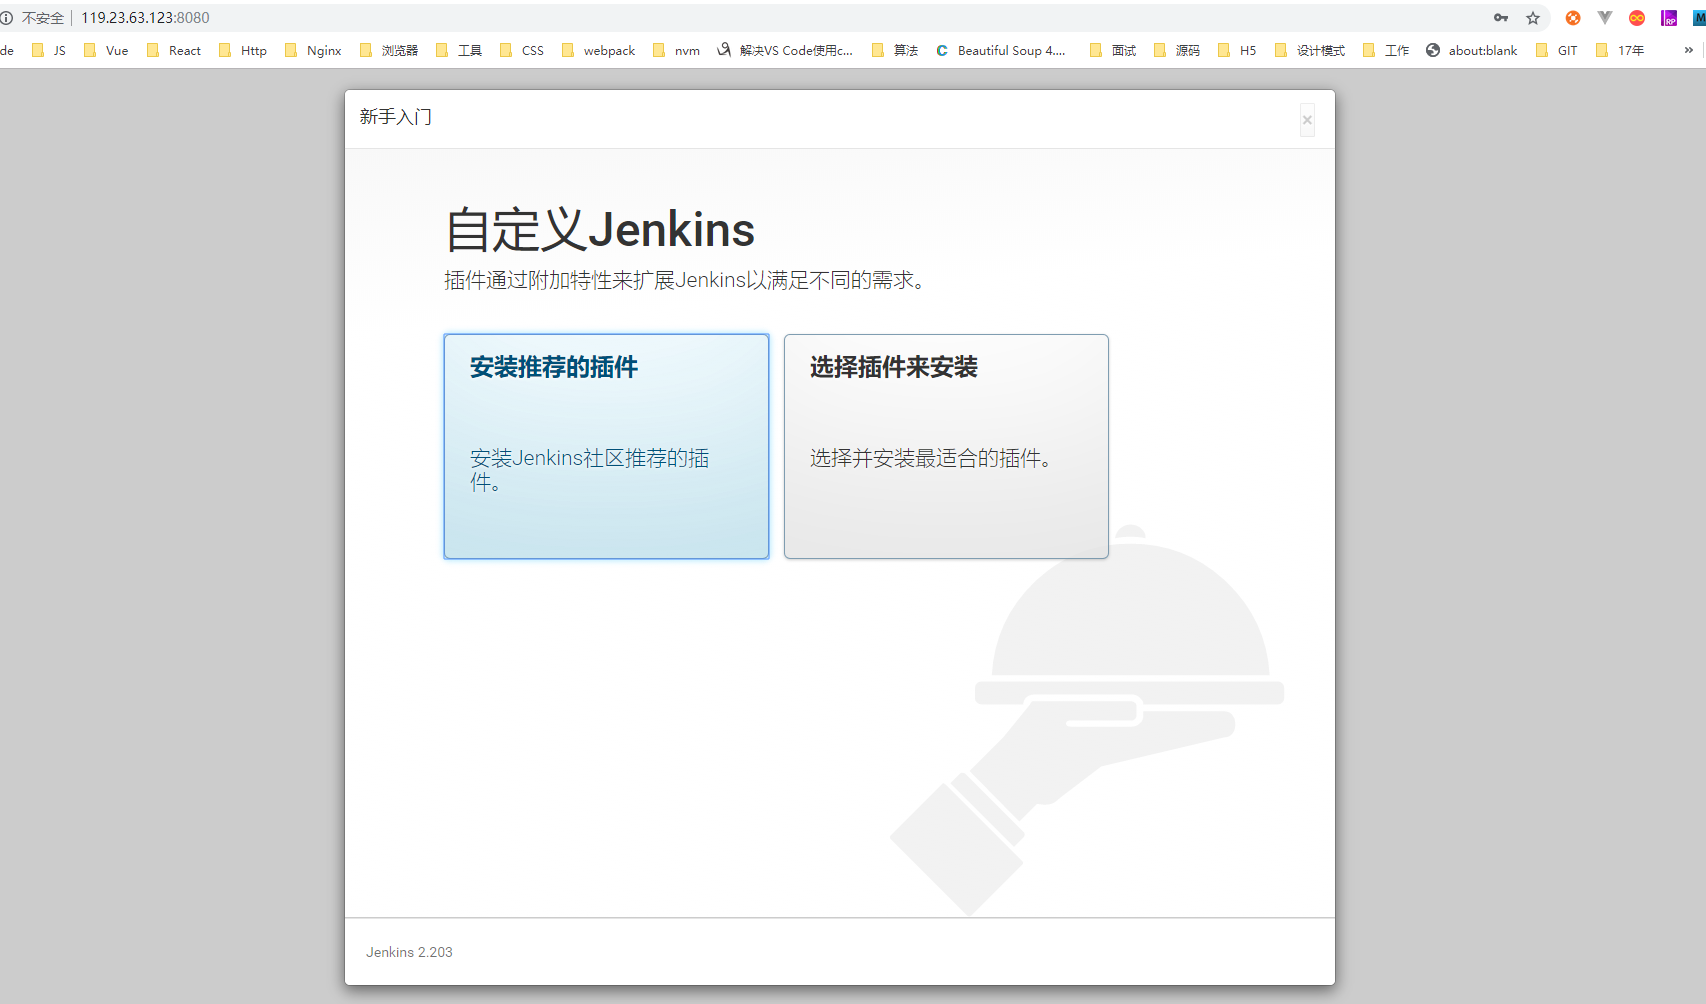 不安全 119.23.63.123:8080
de JS Vue React Http Nginx 浏览器 工具 CSS webpack nvm 解决VS Code使用c... 算法 Beautiful Soup 4.... 面试 源码 H5 设计模式 工作 about:blank GIT 17年 »
新手入门 ×
自定义Jenkins
插件通过附加特性来扩展Jenkins以满足不同的需求。
安装推荐的插件
安装Jenkins社区推荐的插
件。
选择插件来安装
选择并安装最适合的插件。
Jenkins 2.203